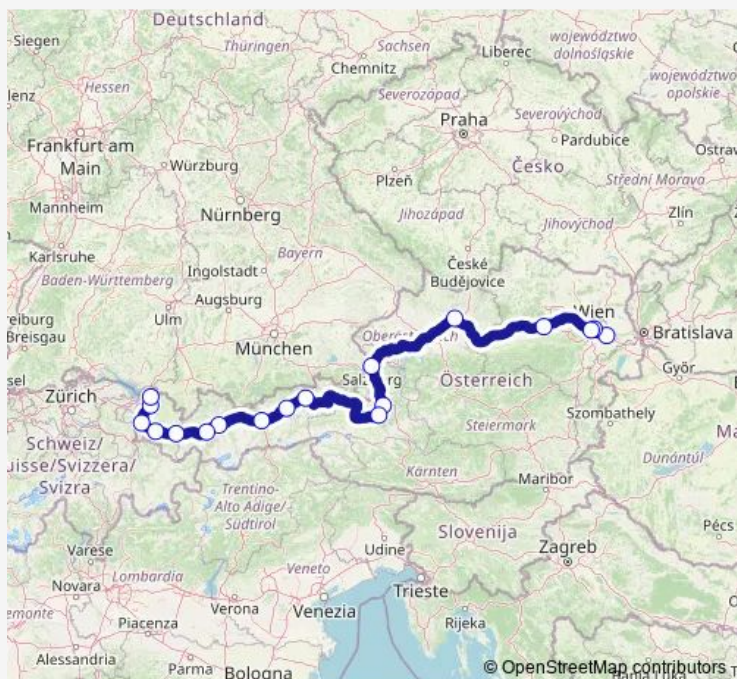 Deutschland
województwo
dolnośląskie
Siegen
Thüringen
Sachsen
Liberec
Chemnitz
województwo
opolskie
Hessen
Severozápad
Severovýchod
Frankfurt am
Main
Praha
Pardubice
Plzeň
Česko
Würzburg
Střední Morava
Mannheim
Nürnberg
Jihozápad
Jihovýchod
Zlín
Karlsruhe
Bayern
České
Budějovice
Baden-Württemberg
Ingolstadt
Wien
Augsburg
Ulm
Bratislava
Breisgau
München
Salzburg
Österreich
Győr
Zürich
Szombathely
Schweiz/
Svizra/
Steiermark
Kärnten
Dunántúl
Trentino-
Alto Adige/
Südtirol
Maribor
Pécs
Slovenija
Varese
Udine
Zagreb
Lombardia
Veneto
Trieste
Novara
Verona
Venezia
Rijeka
Piacenza
Alessandria
Parma
Bologna
© OpenStreetMap contributors